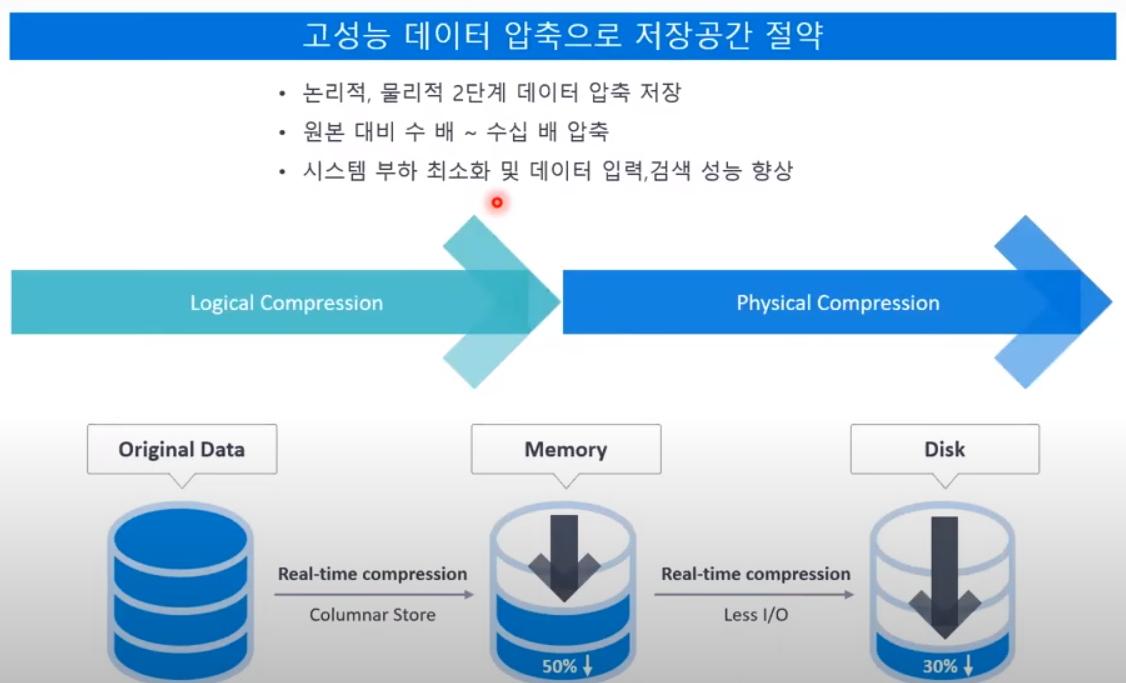 고성능 데이터 압축으로 저장공간 절약
• 논리적, 물리적 2단계 데이터 압축 저장
• 원본 대비 수 배 ~ 수십 배 압축
• 시스템 부하 최소화 및 데이터 입력,검색 성능 향상
Logical Compression
Physical Compression
Original Data
Memory
Disk
Real-time compression
Columnar Store
Real-time compression
Less I/O
50%↓
30%↓